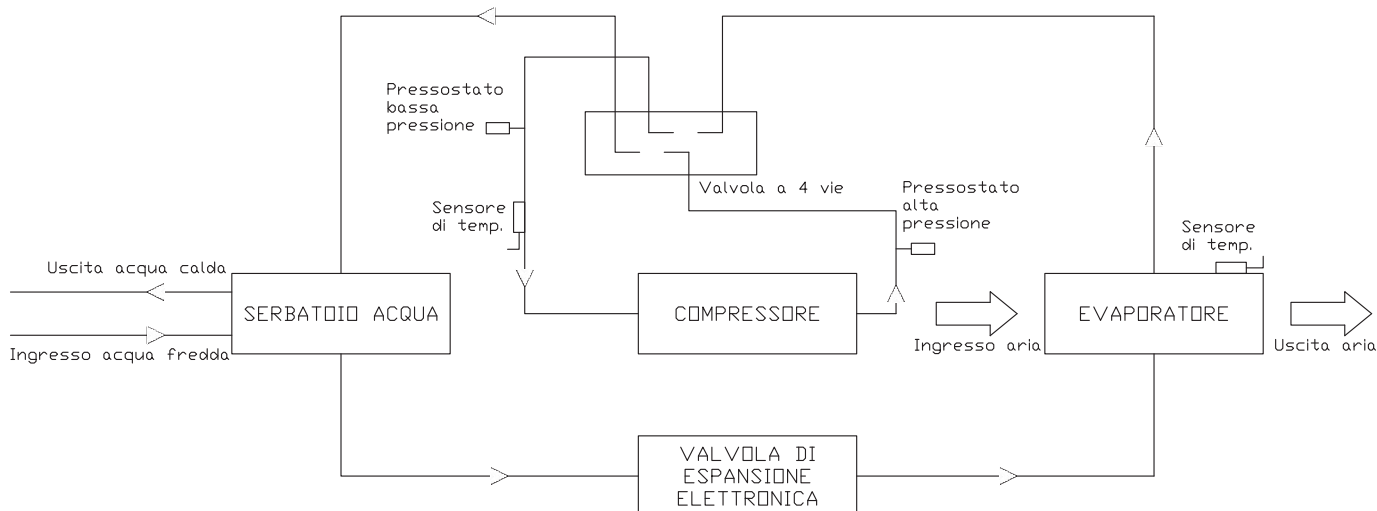 Pressostato
bassa
pressione
Valvola a 4 vie
Pressostato
alta
pressione
Sensore
di temp.
Sensore
di temp.
Uscita acqua calda
SERBATOIO ACQUA
COMPRESSORE
EVAPORATORE
Ingresso acqua fredda
Ingresso aria
Uscita aria
VALVOLA DI
ESPANSIONE
ELETTRONICA